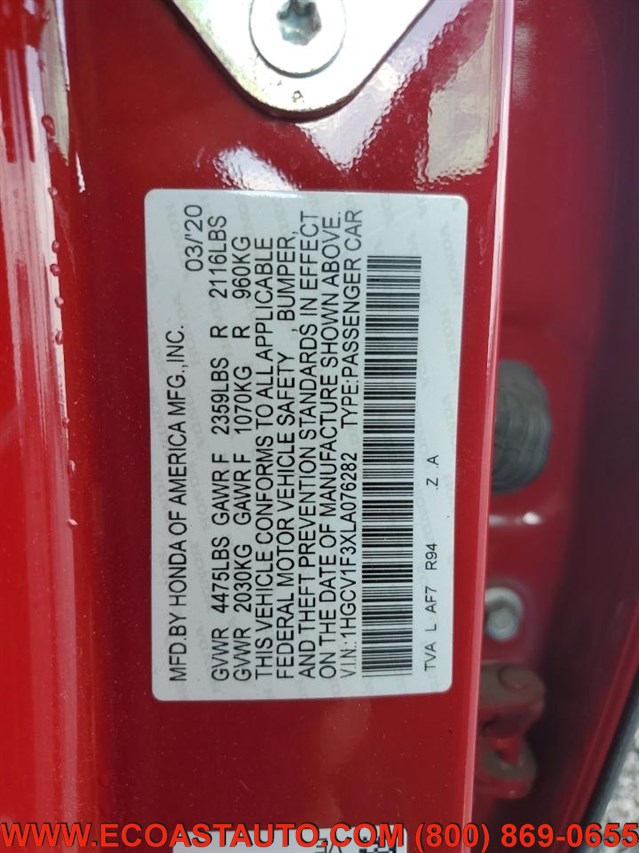 MFD.BY HONDA OF AMERICA MFG.,INC. 03/'20
GVWR 4475LBS GAWR F 2359LBS R 2116LBS
GVWR 2030KG GAWR F 1070KG R 960KG
THIS VEHICLE CONFORMS TO ALL APPLICABLE
FEDERAL MOTOR VEHICLE SAFETY , BUMPER,
AND THEFT PREVENTION STANDARDS IN EFFECT
ON THE DATE OF MANUFACTURE SHOWN ABOVE.
V.I.N.:1HGCV1F3XLA076282 TYPE:PASSENGER CAR
TVA L AF7 R94 .Z .A
WWW.ECOASTAUTO.COM (800) 869-0655